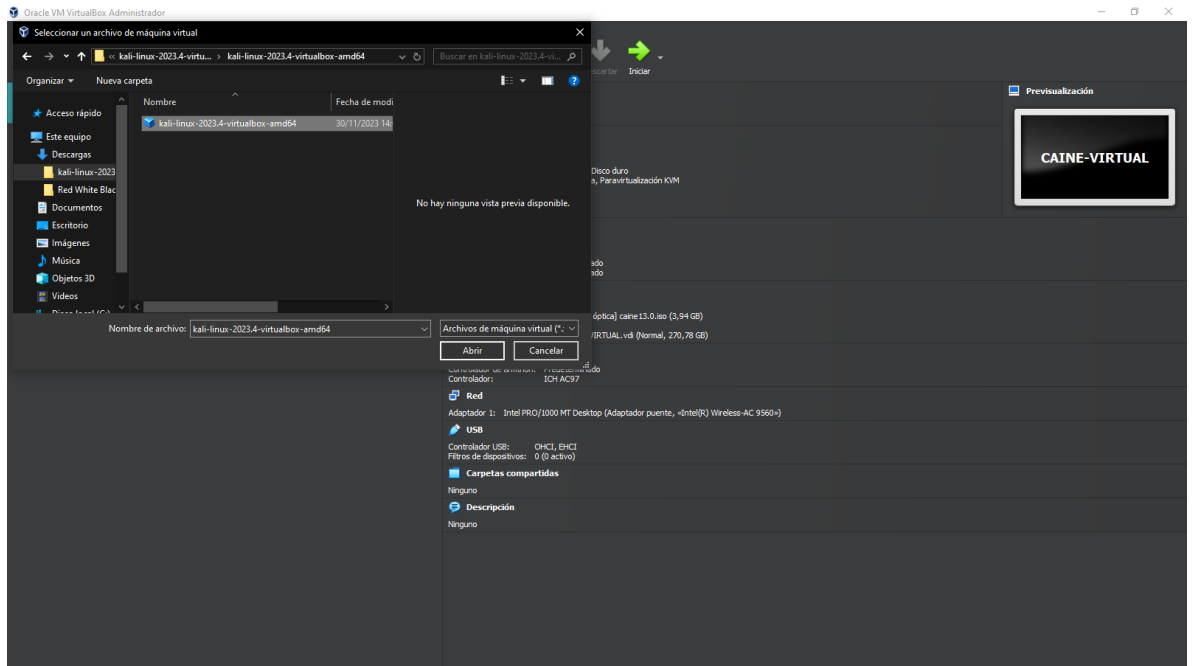 Oracle VM VirtualBox Administrador
Seleccionar un archivo de máquina virtual
« kali-linux-2023.4-virtu... › kali-linux-2023.4-virtualbox-amd64
Buscar en kali-linux-2023.4-vi...
Organizar
Nueva carpeta
Nombre
Fecha de modi
Acceso rápido
Este equipo
Descargas
kali-linux-2023
Red White Blac
Documentos
Escritorio
Imágenes
Música
Objetos 3D
Videos
kali-linux-2023.4-virtualbox-amd64 30/11/2023 14:
No hay ninguna vista previa disponible.
Nombre de archivo: kali-linux-2023.4-virtualbox-amd64
Archivos de máquina virtual (*.;
Abrir
Cancelar
scartar
Iniciar
Previsualización
CAINE-VIRTUAL
Disco duro
a, Paravirtualización KVM
ado
ado
óptica] caine13.0.iso (3,94 GB)
VIRTUAL.vdi (Normal, 270,78 GB)
Controlador: ICH AC97
Red
Adaptador 1: Intel PRO/1000 MT Desktop (Adaptador puente, «Intel(R) Wireless-AC 9560»)
USB
Controlador USB: OHCI, EHCI
Filtros de dispositivos: 0 (0 activo)
Carpetas compartidas
Ninguno
Descripción
Ninguno